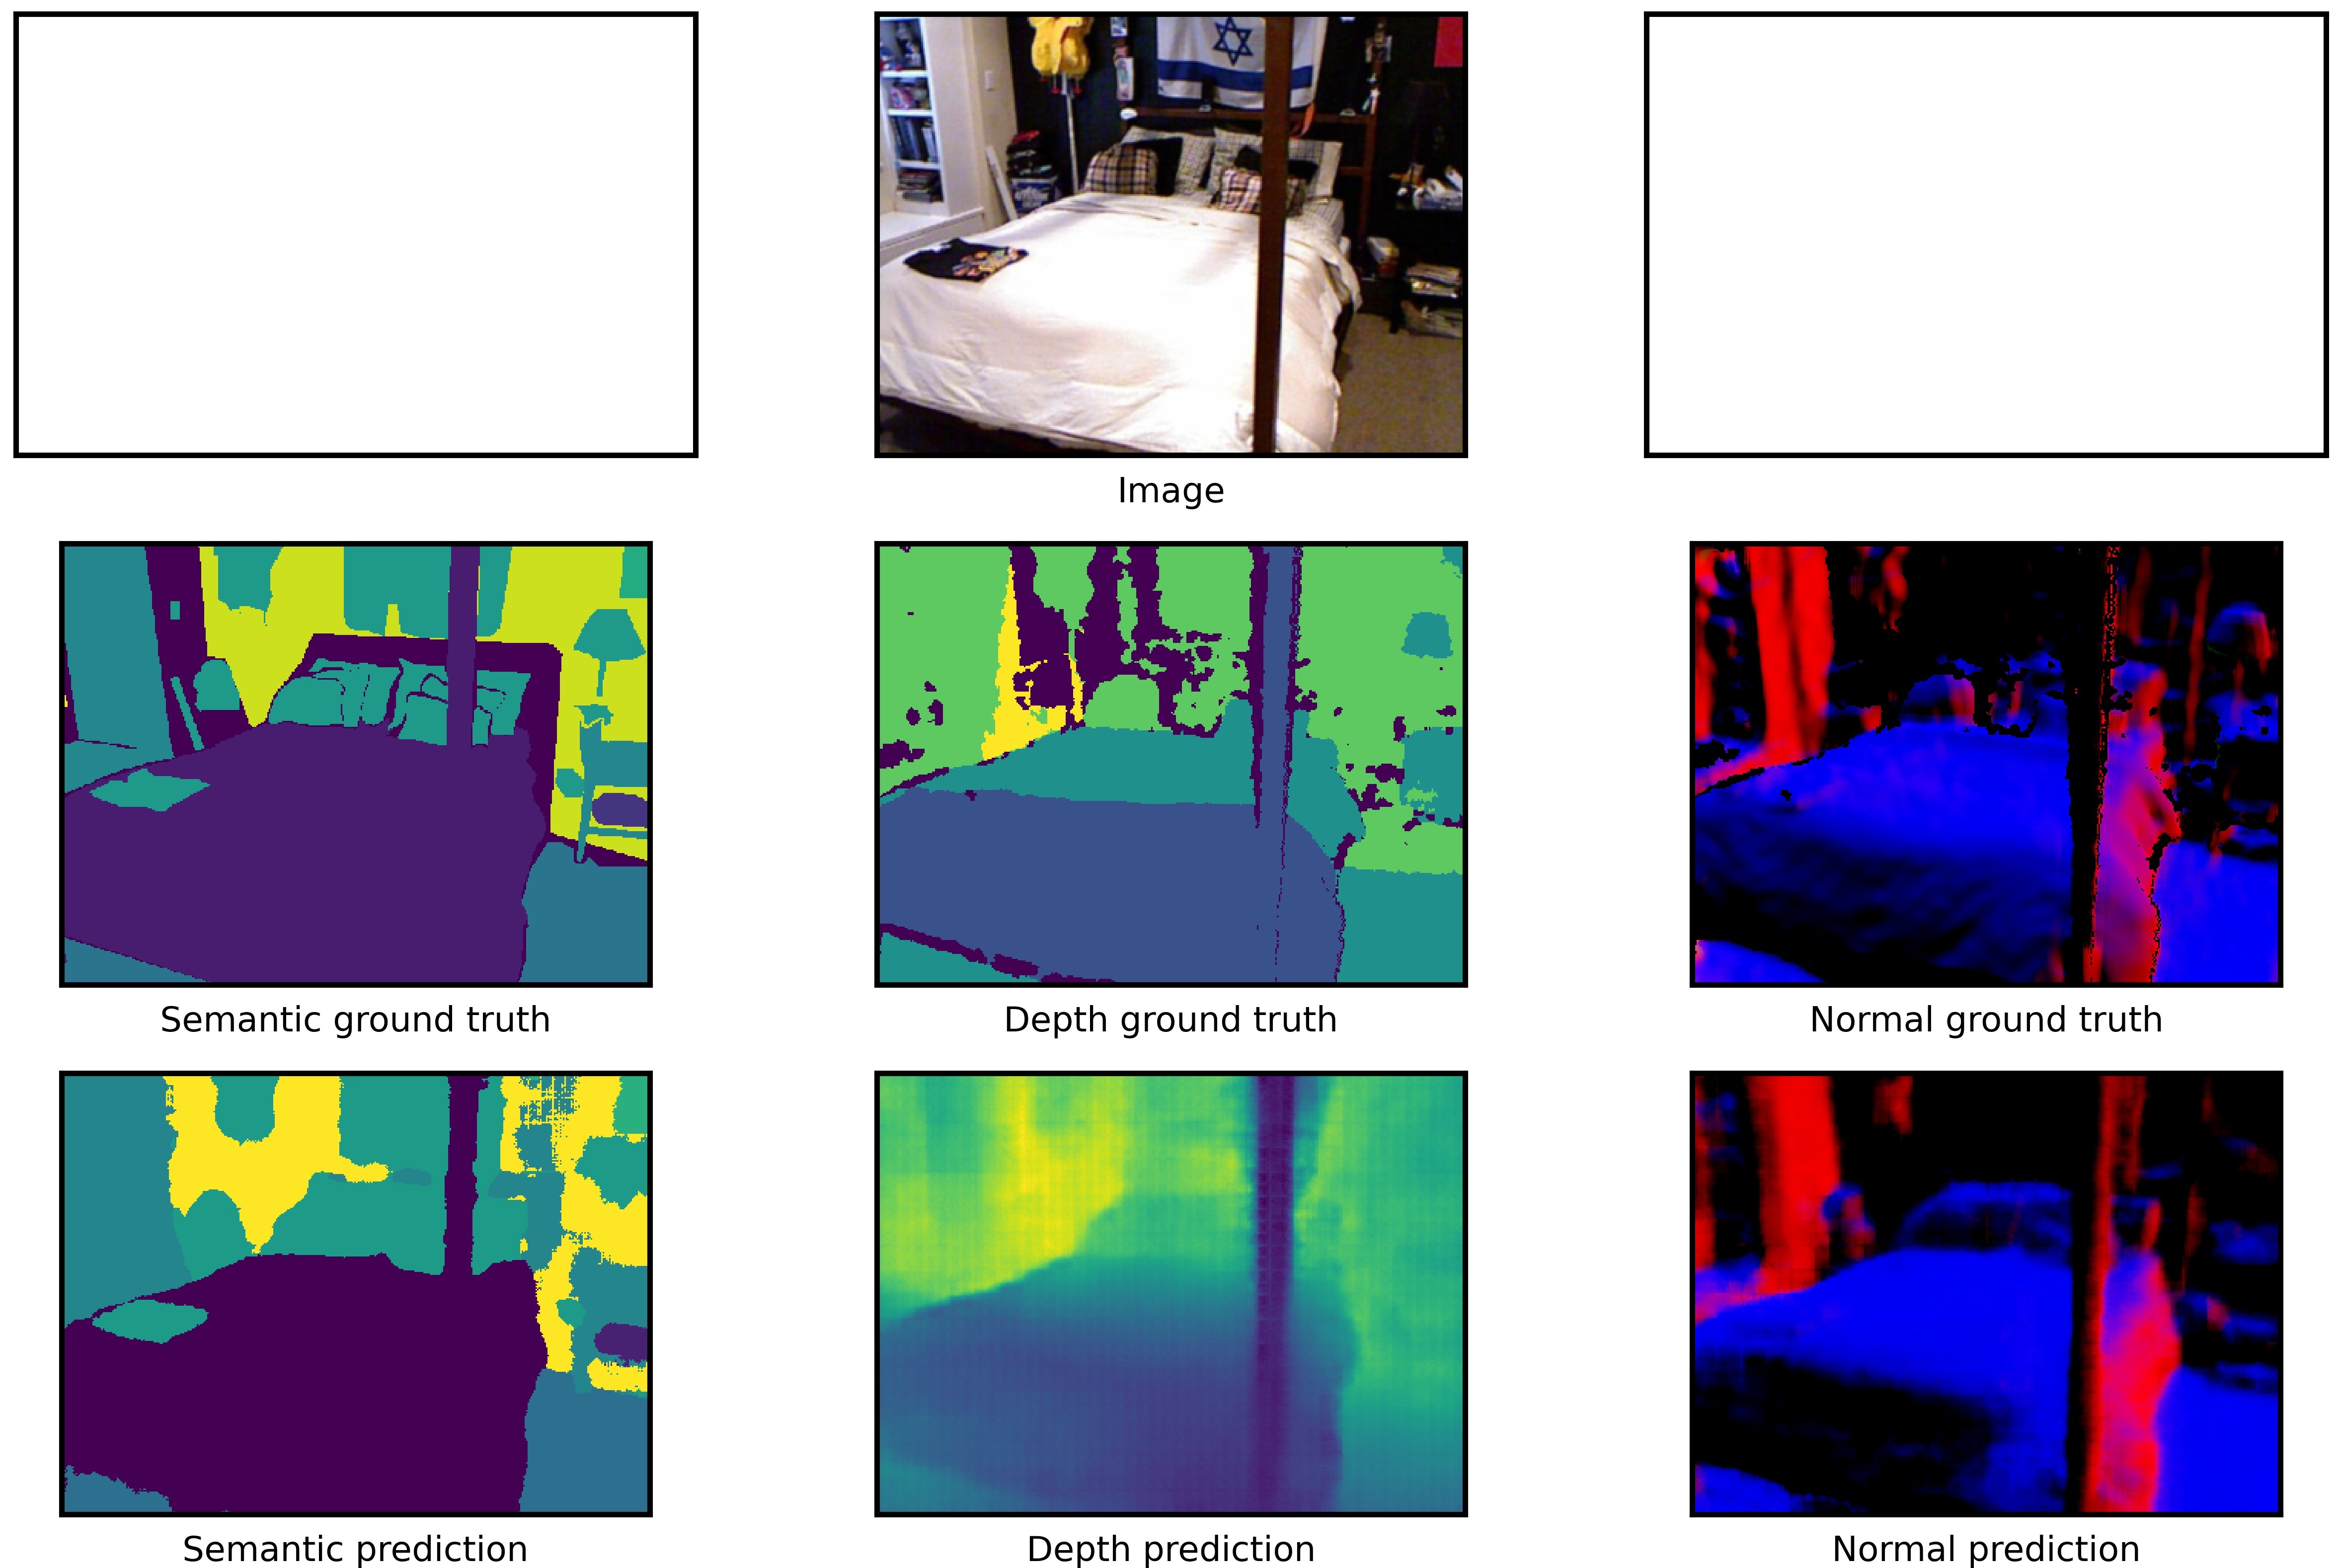 Image
Semantic ground truth
Depth ground truth
Normal ground truth
Semantic prediction
Depth prediction
Normal prediction